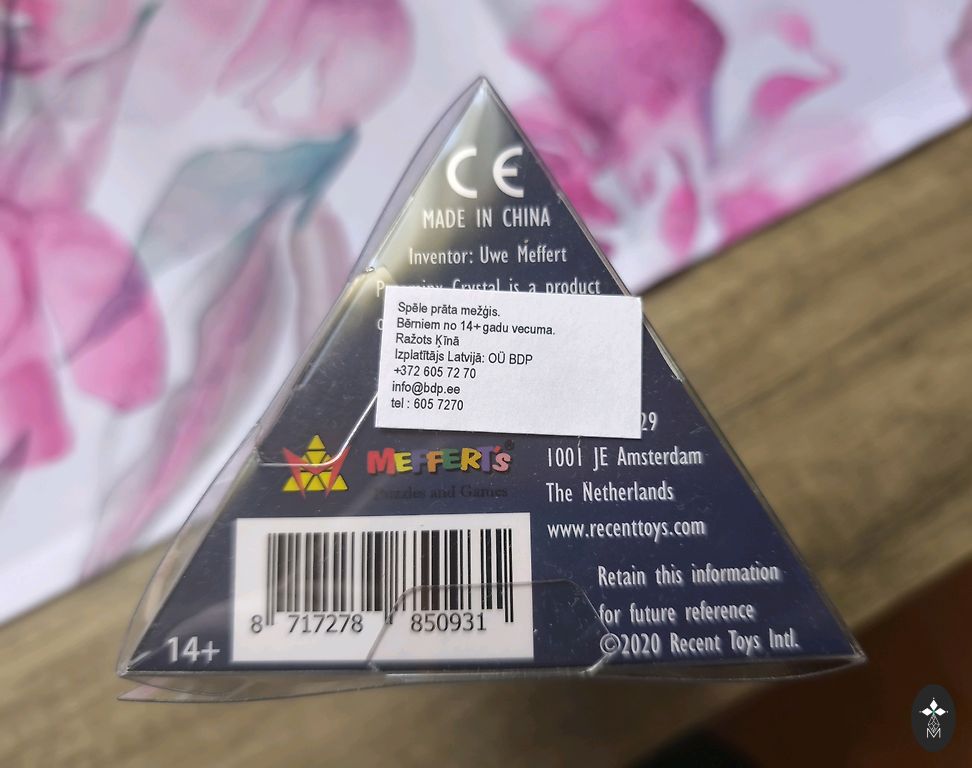 CE
MADE IN CHINA
Inventor: Uwe Meffert
Crystal is a product
Spēle prāta mežģis.
Bērniem no 14+ gadu vecuma.
Ražots Ķīnā
Izplatītājs Latvijā: OÜ BDP
+372 605 72 70
info@bdp.ee
tel : 605 7270
29
1001 JE Amsterdam
The Netherlands
www.recenttoys.com
MEFFERT'S®
Puzzles and Games
Retain this information
for future reference
©2020 Recent Toys Intl.
8 717278 850931
14+
M